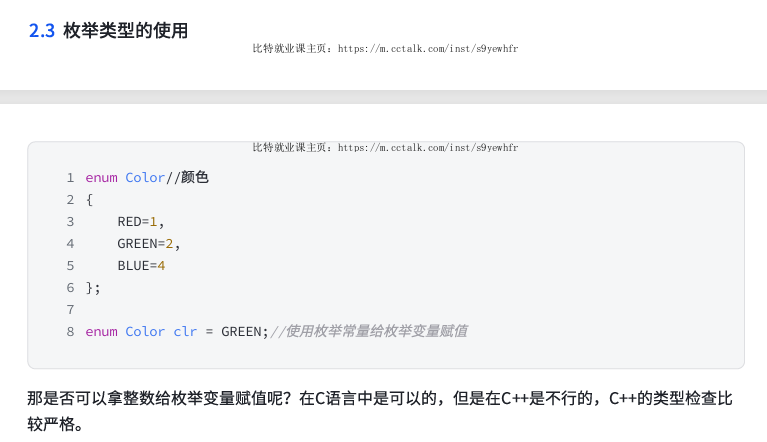 2.3 枚举类型的使用
比特就业课主页：https://m.cctalk.com/inst/s9yewhfr
比特就业课主页：https://m.cctalk.com/inst/s9yewhfr
1 enum Color//颜色
2 {
3     RED=1,
4     GREEN=2,
5     BLUE=4
6 };
7
8 enum Color clr = GREEN;//使用枚举常量给枚举变量赋值
那是否可以拿整数给枚举变量赋值呢？在C语言中是可以的，但是在C++是不行的，C++的类型检查比
较严格。